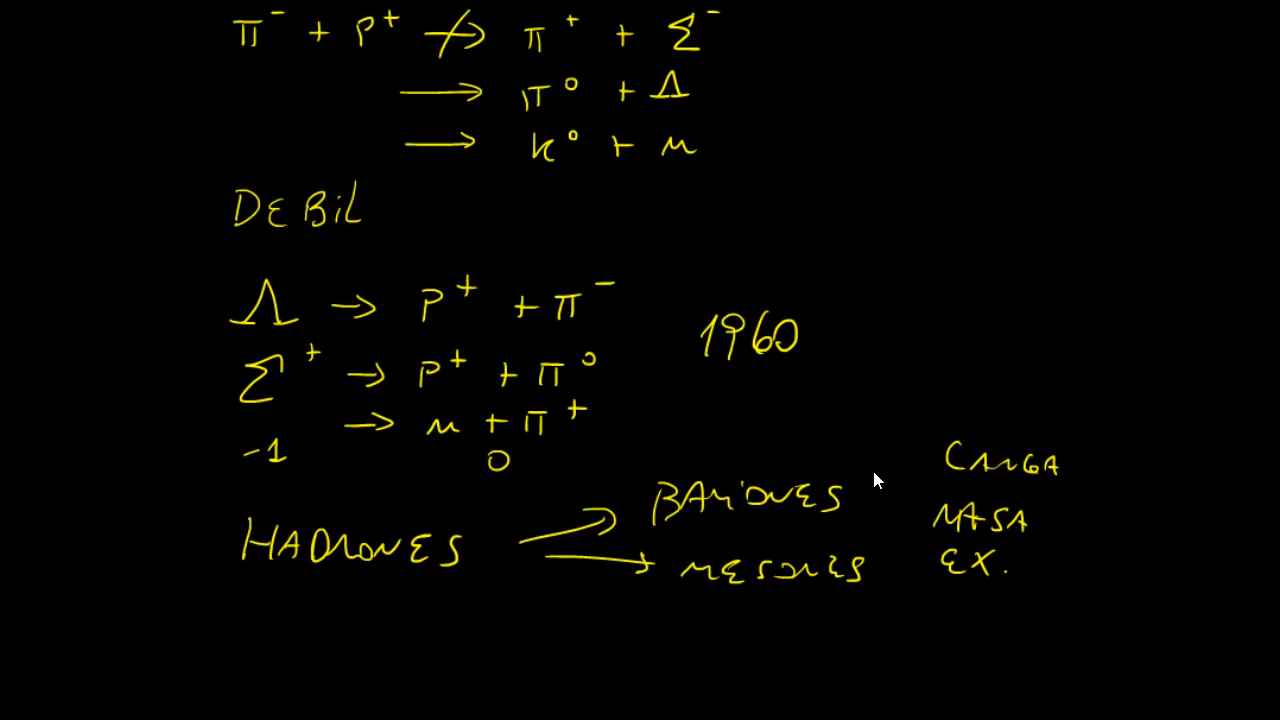 π⁻ + p⁺ ↛ π⁺ + Σ⁻
→ π⁰ + Λ
→ K⁰ + n
DEBIL
Λ → p⁺ + π⁻
1960
Σ⁺ → p⁺ + π⁰
→ n + π⁺
-1 0
HADRONES → BARIONES
→ MESONES
CARGA
MASA
EX.